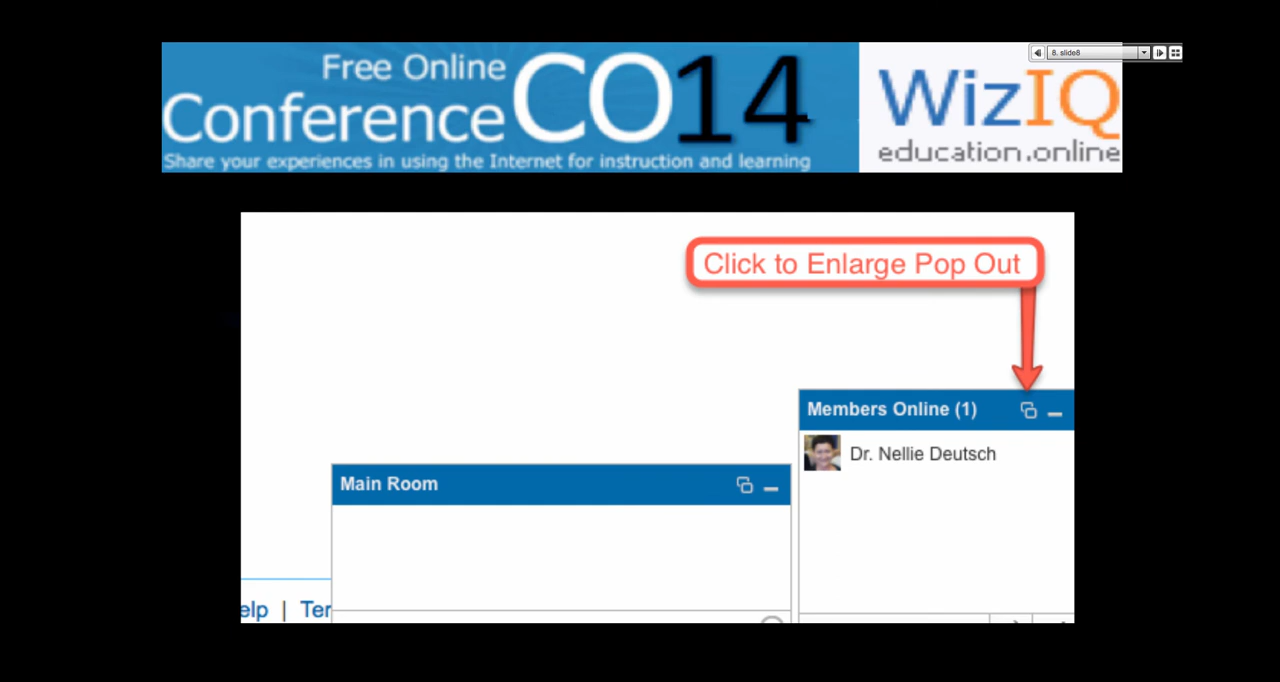 8. slide8
Free Online
Conference CO14
Share your experiences in using the Internet for instruction and learning
WizIQ
education.online
Click to Enlarge Pop Out
Members Online (1)
Dr. Nellie Deutsch
Main Room
elp | Ter